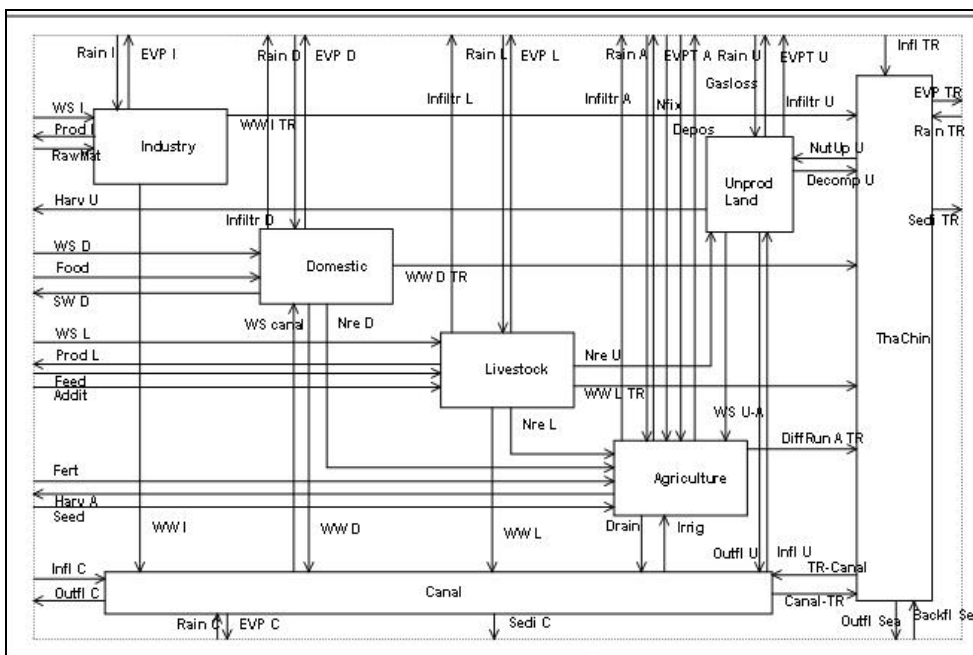 Rain I
EVP I
Rain D
EVP D
Rain L
EVP L
Rain A
EVPT A
Rain U
EVPT U
Infl TR
Gasloss
WS I
Prod I
RawMat
Industry
WW I TR
Infiltr L
Infiltr A
Nfix
Depos
Infiltr U
EVP TR
Rain TR
NutUp U
Decomp U
Unprod
Land
Harv U
Infiltr D
Sedi TR
WS D
Food
SW D
Domestic
WW D TR
WS canal
Nre D
ThaChin
WS L
Prod L
Feed
Addit
Livestock
Nre U
WW L TR
Nre L
WS U-A
DiffRun A TR
Fert
Harv A
Seed
Agriculture
WW I
WW D
WW L
Drain
Irrig
Outfl U
Infl U
Infl C
Outfl C
Canal
TR-Canal
Canal-TR
Rain C
EVP C
Sedi C
Outfl Sea
Backfl Se